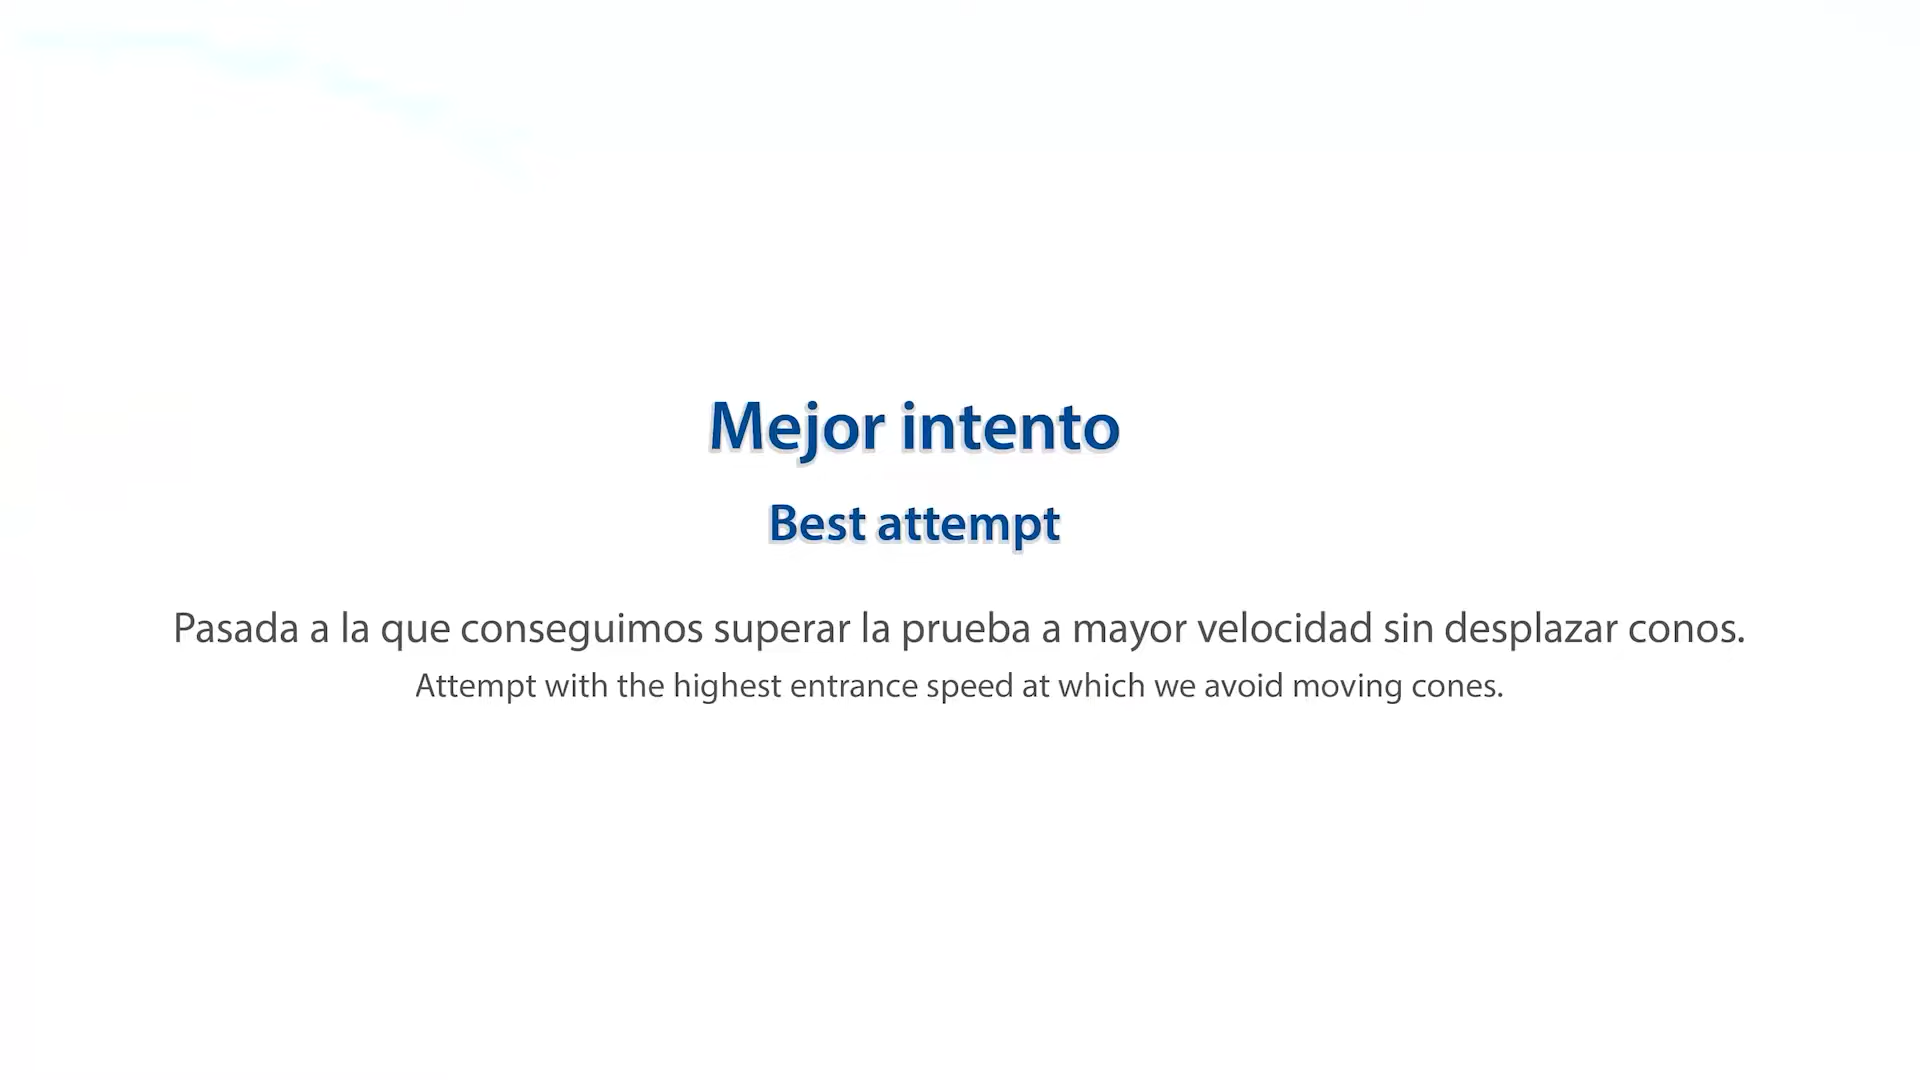 Mejor intento
Best attempt
Pasada a la que conseguimos superar la prueba a mayor velocidad sin desplazar conos.
Attempt with the highest entrance speed at which we avoid moving cones.